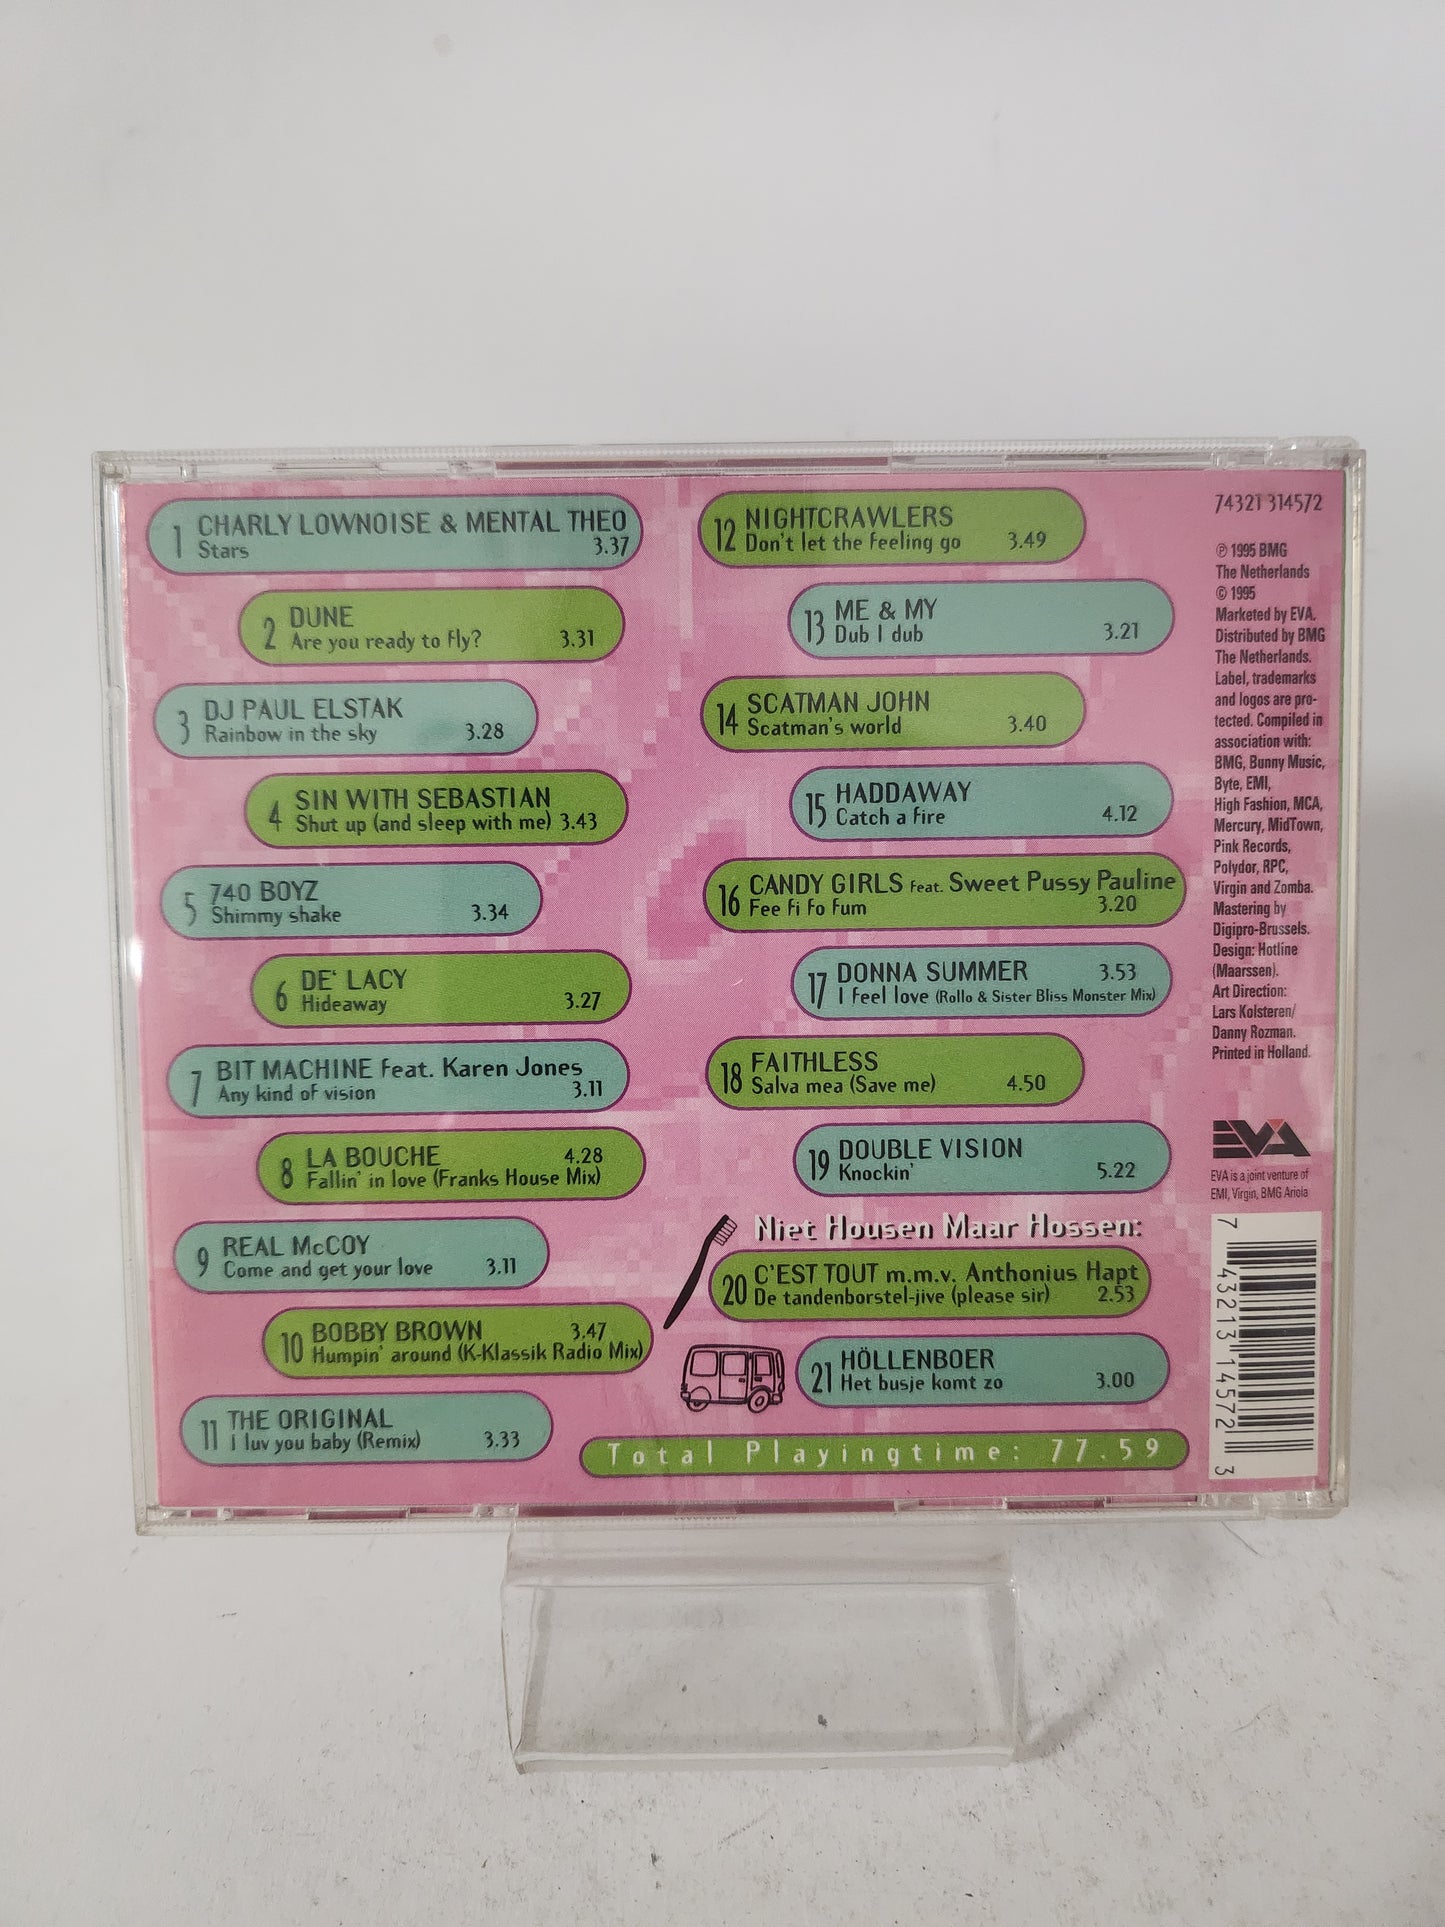 1 CHARLY LOWNOISE & MENTAL THEO
Stars 3.37
2 DUNE
Are you ready to fly? 3.31
3 DJ PAUL ELSTAK
Rainbow in the sky 3.28
4 SIN WITH SEBASTIAN
Shut up (and sleep with me) 3.43
5 740 BOYZ
Shimmy shake 3.34
6 DE' LACY
Hideaway 3.27
7 BIT MACHINE feat. Karen Jones
Any kind of vision 3.11
8 LA BOUCHE 4.28
Fallin' in love (Franks House Mix)
9 REAL McCOY
Come and get your love 3.11
10 BOBBY BROWN 3.47
Humpin' around (K-Klassik Radio Mix)
11 THE ORIGINAL
I luv you baby (Remix) 3.33
12 NIGHTCRAWLERS
Don't let the feeling go 3.49
13 ME & MY
Dub I dub 3.21
14 SCATMAN JOHN
Scatman's world 3.40
15 HADDAWAY
Catch a fire 4.12
16 CANDY GIRLS feat. Sweet Pussy Pauline
Fee fi fo fum 3.20
17 DONNA SUMMER 3.53
I feel love (Rollo & Sister Bliss Monster Mix)
18 FAITHLESS
Salva mea (Save me) 4.50
19 DOUBLE VISION
Knockin' 5.22
Niet Housen Maar Hossen:
20 C'EST TOUT m.m.v. Anthonius Hapt
De tandenborstel-jive (please sir) 2.53
21 HÖLLENBOER
Het busje komt zo 3.00
Total Playingtime: 77.59
74321 314572
℗ 1995 BMG
The Netherlands
© 1995
Marketed by EVA.
Distributed by BMG
The Netherlands.
Label, trademarks
and logos are pro-
tected. Compiled in
association with:
BMG, Bunny Music,
Byte, EMI,
High Fashion, MCA,
Mercury, MidTown,
Pink Records,
Polydor, RPC,
Virgin and Zomba.
Mastering by
Digipro-Brussels.
Design: Hotline
(Maarssen).
Art Direction:
Lars Kolsteren/
Danny Rozman.
Printed in Holland.
EVA
EVA is a joint venture of
EMI, Virgin, BMG Ariola
7 43213 14572 3